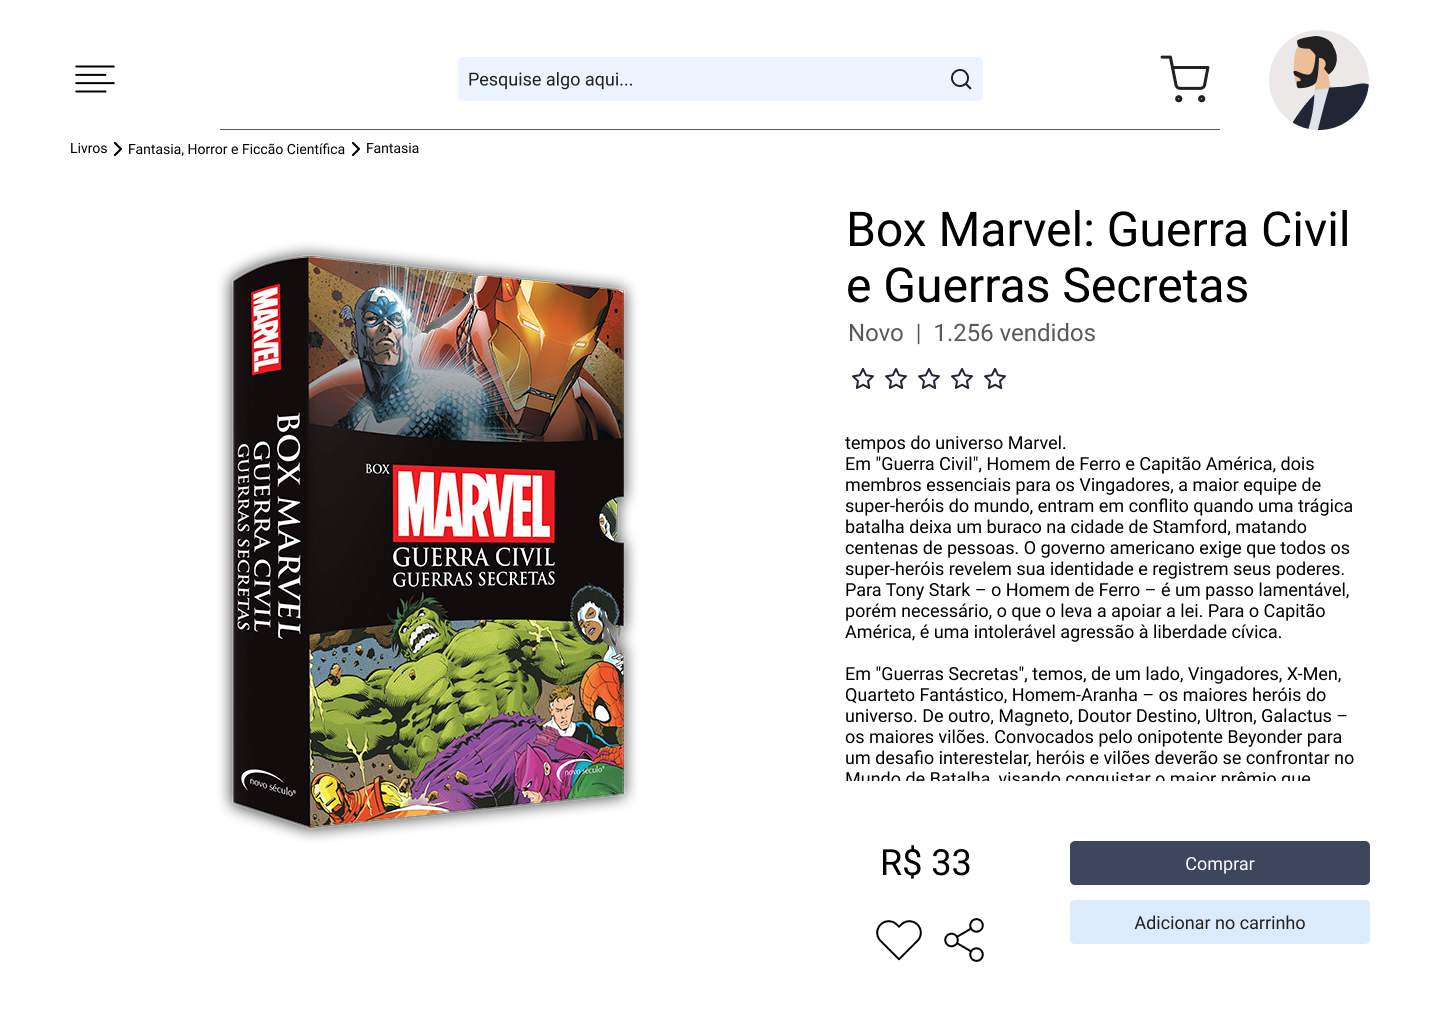 Pesquise algo aqui...
Livros
Fantasia, Horror e Ficcão Científica
Fantasia
MARVEL
BOX MARVEL
GUERRA CIVIL
GUERRAS SECRETAS
novo século®
BOX
MARVEL
GUERRA CIVIL
GUERRAS SECRETAS
novo século®
Box Marvel: Guerra Civil
e Guerras Secretas
Novo | 1.256 vendidos
tempos do universo Marvel.
Em "Guerra Civil", Homem de Ferro e Capitão América, dois
membros essenciais para os Vingadores, a maior equipe de
super-heróis do mundo, entram em conflito quando uma trágica
batalha deixa um buraco na cidade de Stamford, matando
centenas de pessoas. O governo americano exige que todos os
super-heróis revelem sua identidade e registrem seus poderes.
Para Tony Stark – o Homem de Ferro – é um passo lamentável,
porém necessário, o que o leva a apoiar a lei. Para o Capitão
América, é uma intolerável agressão à liberdade cívica.
Em "Guerras Secretas", temos, de um lado, Vingadores, X-Men,
Quarteto Fantástico, Homem-Aranha – os maiores heróis do
universo. De outro, Magneto, Doutor Destino, Ultron, Galactus –
os maiores vilões. Convocados pelo onipotente Beyonder para
um desafio interestelar, heróis e vilões deverão se confrontar no
Mundo de Batalha, visando conquistar o maior prêmio que
R$ 33
Comprar
Adicionar no carrinho